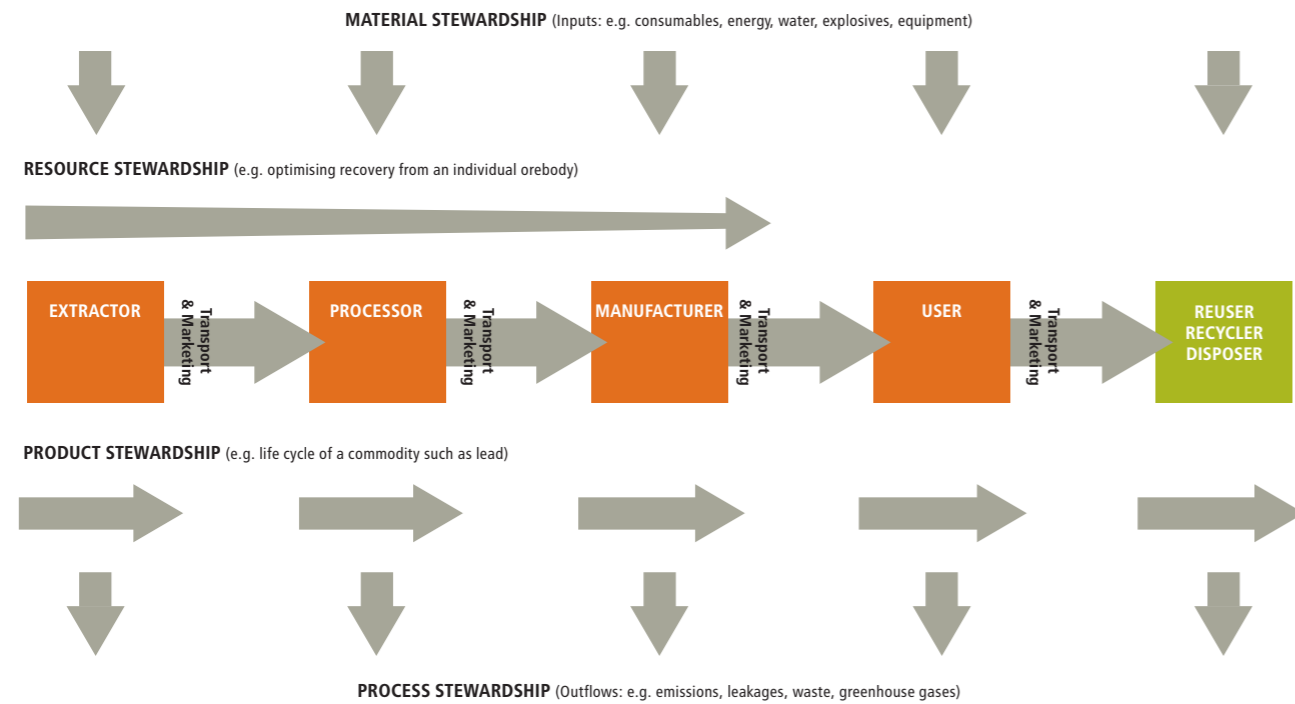 MATERIAL STEWARDSHIP (Inputs: e.g. consumables, energy, water, explosives, equipment)
RESOURCE STEWARDSHIP (e.g. optimising recovery from an individual orebody)
EXTRACTOR
Transport
& Marketing
PROCESSOR
Transport
& Marketing
MANUFACTURER
Transport
& Marketing
USER
Transport
& Marketing
REUSER
RECYCLER
DISPOSER
PRODUCT STEWARDSHIP (e.g. life cycle of a commodity such as lead)
PROCESS STEWARDSHIP (Outflows: e.g. emissions, leakages, waste, greenhouse gases)